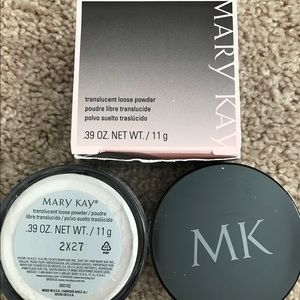 MARY KAY
translucent loose powder
poudre libre translucide
polvo suelto traslúcido
.39 OZ. NET WT. / 11 g
MARY KAY®
translucent loose powder / poudre
libre translucide / polvo suelto traslúcido
.39 OZ. NET WT. / 11 g
2X27
MK